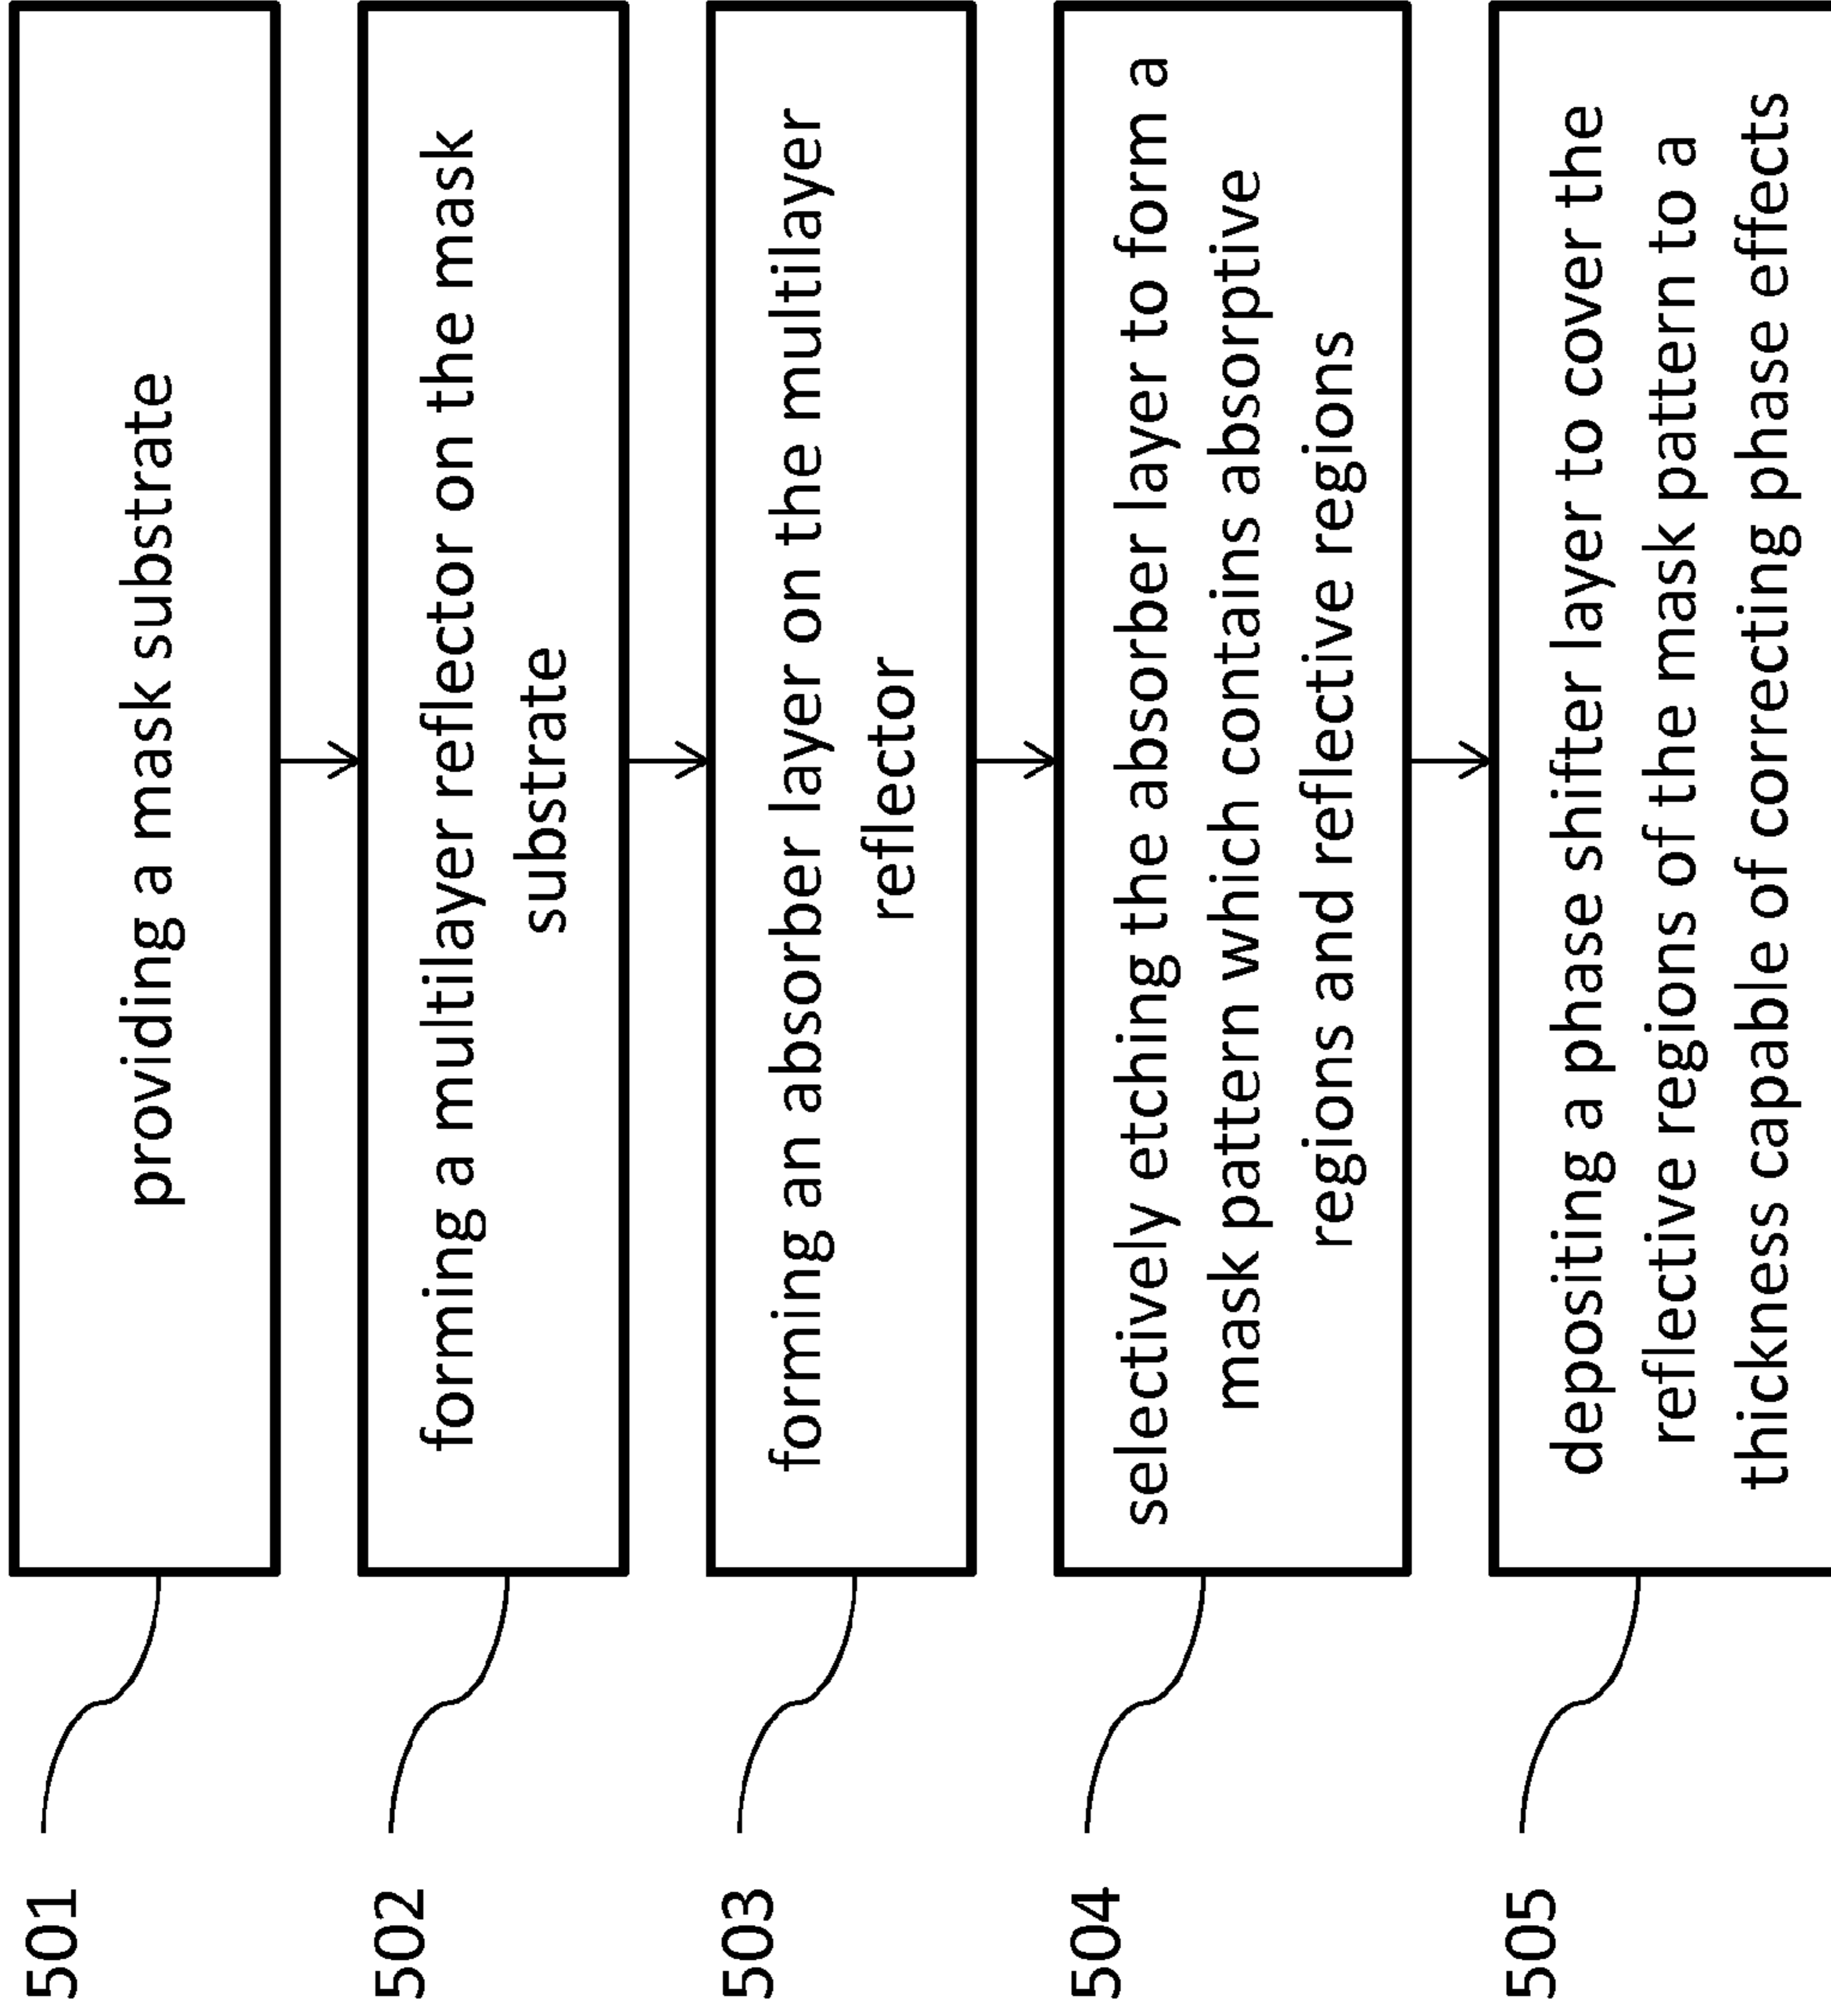 501
providing a mask substrate
502
forming a multilayer reflector on the mask
substrate
503
forming an absorber layer on the multilayer
reflector
504
selectively etching the absorber layer to form a
mask pattern which contains absorptive
regions and reflective regions
505
depositing a phase shifter layer to cover the
reflective regions of the mask pattern to a
thickness capable of correcting phase effects